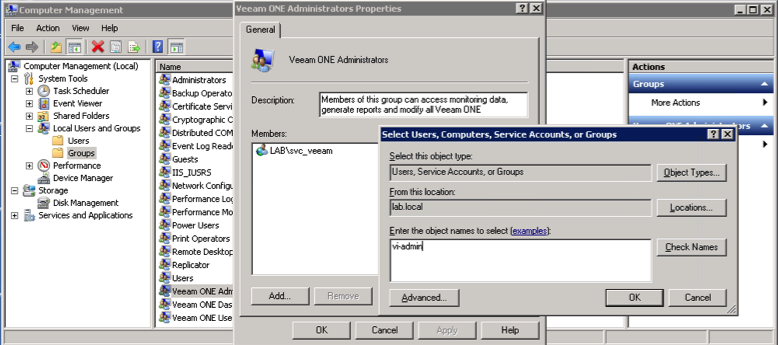 Computer Management
File Action View Help
Computer Management (Local)
System Tools
Task Scheduler
Event Viewer
Shared Folders
Local Users and Groups
Users
Groups
Performance
Device Manager
Storage
Disk Management
Services and Applications
Name
Administrators
Backup Operato
Certificate Servi
Cryptographic C
Distributed COM
Event Log Reade
Guests
IIS_IUSRS
Network Configu
Performance Log
Performance Mo
Power Users
Print Operators
Remote Desktop
Replicator
Users
Veeam ONE Adm
Veeam ONE Das
Veeam ONE Use
Veeam ONE Administrators Properties
General
Veeam ONE Administrators
Description:
Members of this group can access monitoring data,
generate reports and modify all Veeam ONE
Members:
LAB\svc_veeam
Add... Remove
OK Cancel Apply Help
Select Users, Computers, Service Accounts, or Groups
Select this object type:
Users, Service Accounts, or Groups
Object Types...
From this location:
lab.local
Locations...
Enter the object names to select (examples):
vi-admin
Check Names
Advanced... OK Cancel
Actions
Groups
More Actions